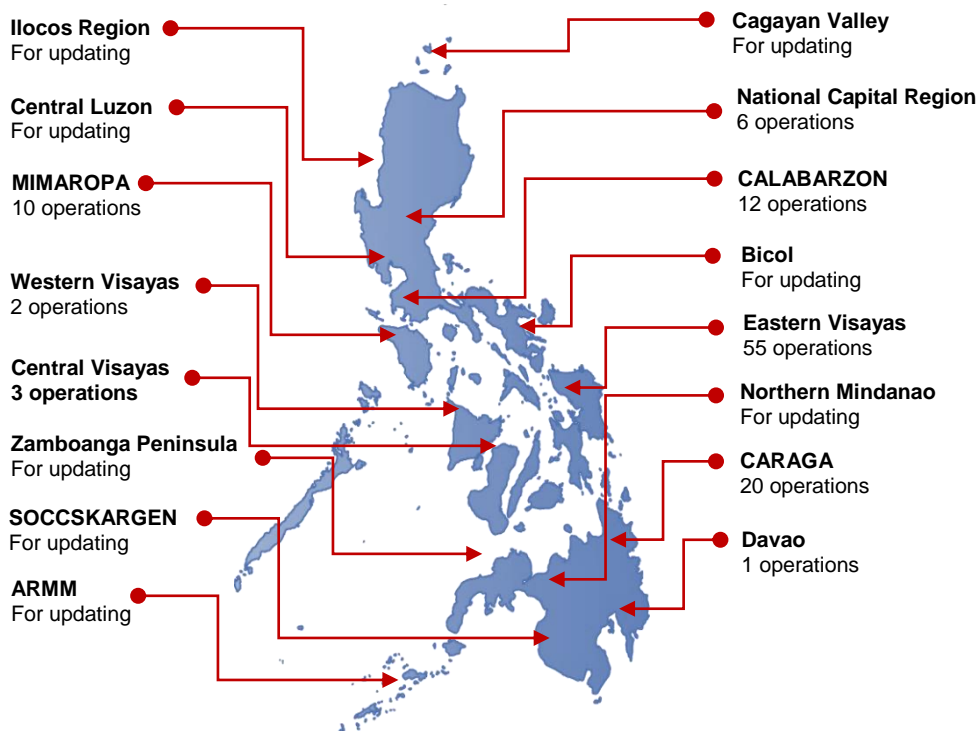 Ilocos Region
For updating
Central Luzon
For updating
MIMAROPA
10 operations
Western Visayas
2 operations
Central Visayas
3 operations
Zamboanga Peninsula
For updating
SOCCSKARGEN
For updating
ARMM
For updating
Cagayan Valley
For updating
National Capital Region
6 operations
CALABARZON
12 operations
Bicol
For updating
Eastern Visayas
55 operations
Northern Mindanao
For updating
CARAGA
20 operations
Davao
1 operations